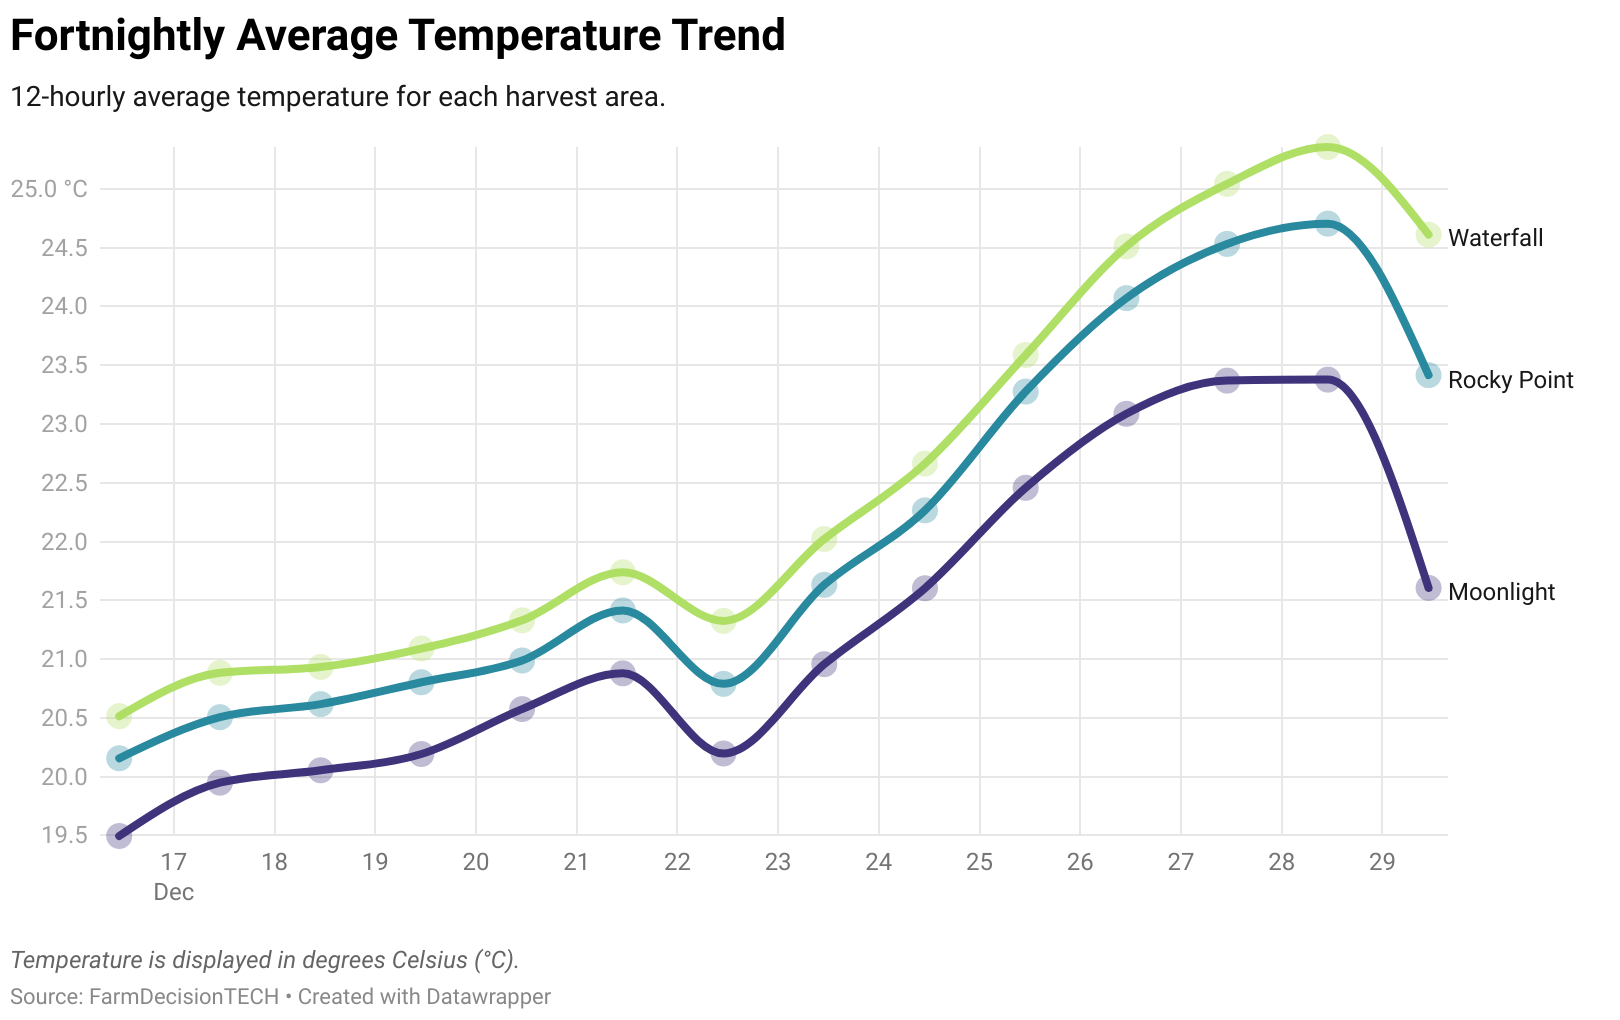 Fortnightly Average Temperature Trend
12-hourly average temperature for each harvest area.
25.0 °C
24.5
24.0
23.5
23.0
22.5
22.0
21.5
21.0
20.5
20.0
19.5
Waterfall
Rocky Point
Moonlight
17 18 19 20 21 22 23 24 25 26 27 28 29
Dec
Temperature is displayed in degrees Celsius (°C).
Source: FarmDecisionTECH • Created with Datawrapper